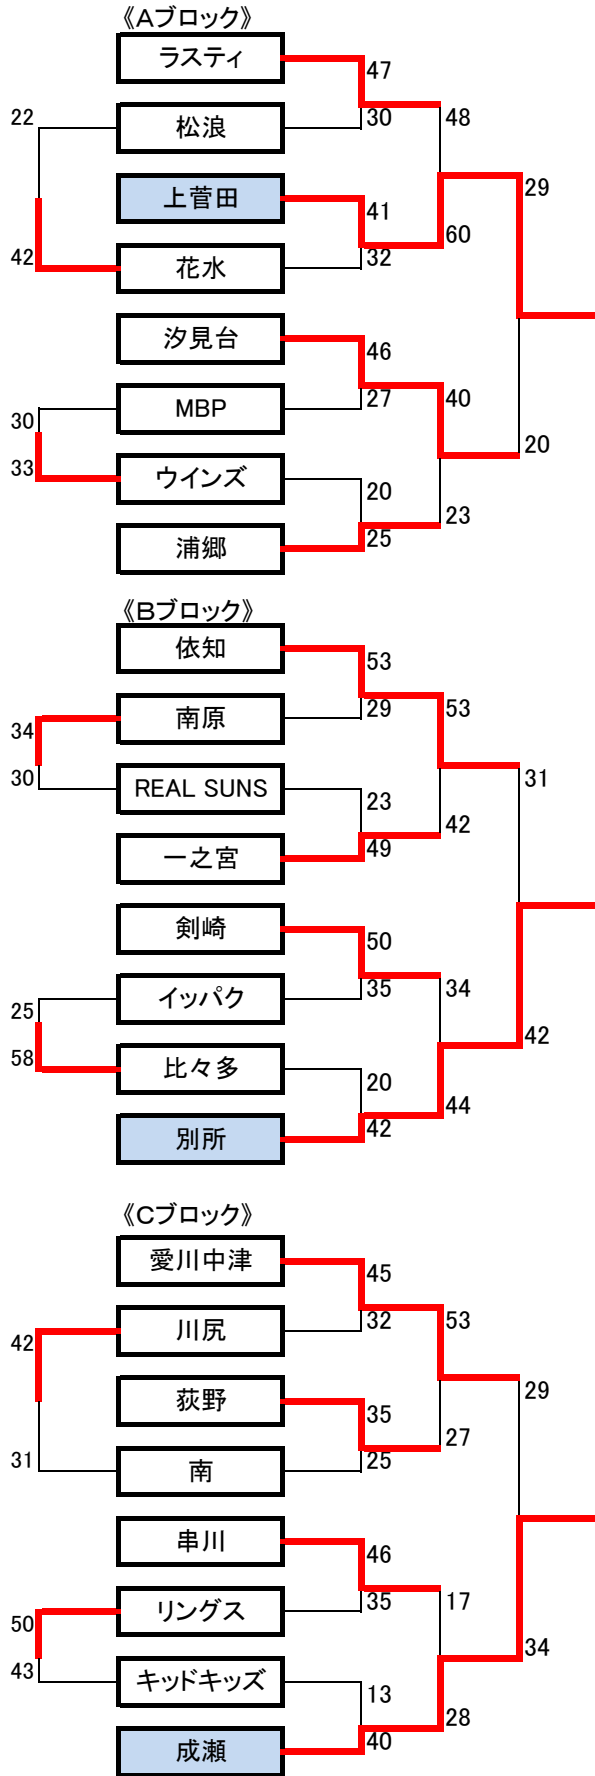 《Aブロック》
ラスティ
47
22
松浪
30
48
上菅田
41
29
42
花水
32
60
汐見台
46
30
MBP
27
40
33
ウインズ
20
23
20
浦郷
25
《Bブロック》
依知
53
34
南原
29
53
30
REAL SUNS
23
42
31
一之宮
49
剣崎
50
25
イッパク
35
34
42
58
比々多
20
44
別所
42
《Cブロック》
愛川中津
45
42
川尻
32
53
荻野
35
29
31
南
25
27
串川
46
50
リングス
35
17
34
43
キッドキッズ
13
28
成瀬
40